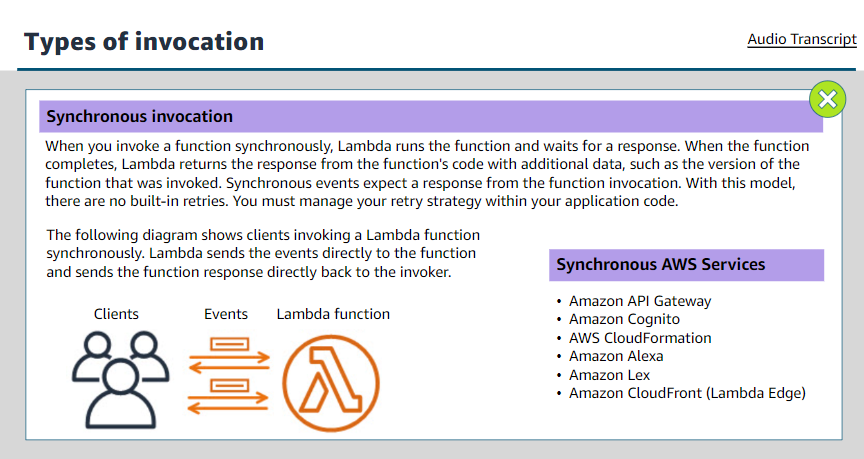 Types of invocation
Audio Transcript
Synchronous invocation
When you invoke a function synchronously, Lambda runs the function and waits for a response. When the function
completes, Lambda returns the response from the function's code with additional data, such as the version of the
function that was invoked. Synchronous events expect a response from the function invocation. With this model,
there are no built-in retries. You must manage your retry strategy within your application code.
The following diagram shows clients invoking a Lambda function
synchronously. Lambda sends the events directly to the function
and sends the function response directly back to the invoker.
Clients
Events
Lambda function
Synchronous AWS Services
• Amazon API Gateway
• Amazon Cognito
• AWS CloudFormation
• Amazon Alexa
• Amazon Lex
• Amazon CloudFront (Lambda Edge)